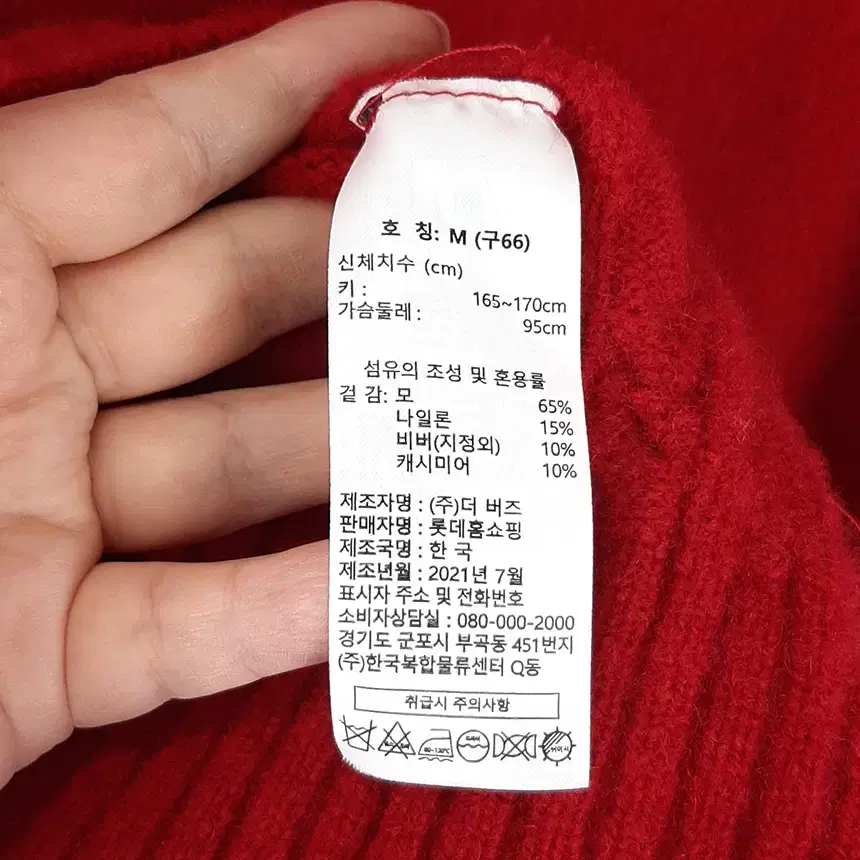 호 칭: M (구66)
신체치수 (cm)
키 : 165~170cm
가슴둘레 : 95cm
섬유의 조성 및 혼용률
겉 감: 모 65%
나일론 15%
비버(지정외) 10%
캐시미어 10%
제조자명 : (주)더 버즈
판매자명 : 롯데홈쇼핑
제조국명 : 한 국
제조년월 : 2021년 7월
표시자 주소 및 전화번호
소비자상담실 : 080-000-2000
경기도 군포시 부곡동 451번지
(주)한국복합물류센터 Q동
취급시 주의사항